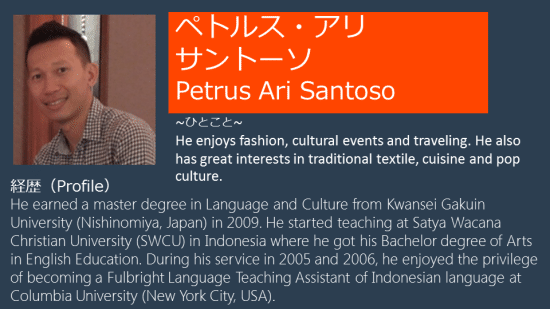 ペトルス・アリ
サントーソ
Petrus Ari Santoso
~ひとこと~
He enjoys fashion, cultural events and traveling. He also
has great interests in traditional textile, cuisine and pop
culture.
経歴（Profile）
He earned a master degree in Language and Culture from Kwansei Gakuin
University (Nishinomiya, Japan) in 2009. He started teaching at Satya Wacana
Christian University (SWCU) in Indonesia where he got his Bachelor degree of Arts
in English Education. During his service in 2005 and 2006, he enjoyed the privilege
of becoming a Fulbright Language Teaching Assistant of Indonesian language at
Columbia University (New York City, USA).